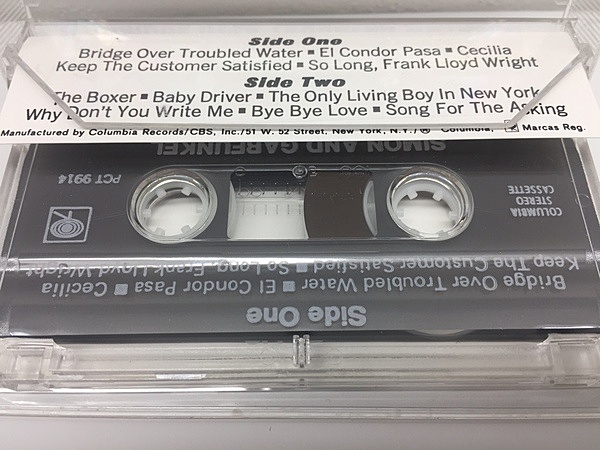 Side One
Bridge Over Troubled Water ▪ El Condor Pasa ▪ Cecilia
Keep The Customer Satisfied ▪ So Long, Frank Lloyd Wright
Side Two
The Boxer ▪ Baby Driver ▪ The Only Living Boy In New York
Why Don't You Write Me ▪ Bye Bye Love ▪ Song For The Asking
Manufactured by Columbia Records/CBS, Inc./51 W. 52 Street, New York, N.Y./® Columbia, Marcas Reg.
SIMON AND GARFUNKEL
PCT 9914
COLUMBIA
STEREO
CASSETTE
Side One
Bridge Over Troubled Water ▪ El Condor Pasa ▪ Cecilia
Keep The Customer Satisfied ▪ So Long, Frank Lloyd Wright